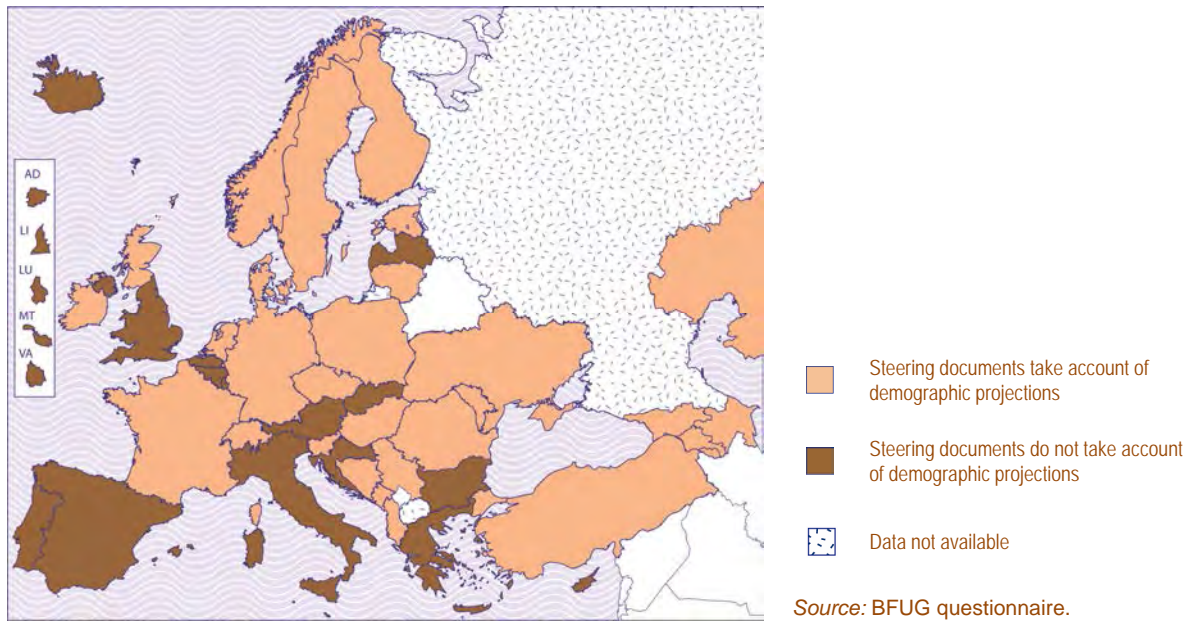 AD
LI
LU
MT
VA
Steering documents take account of
demographic projections
Steering documents do not take account
of demographic projections
Data not available
Source: BFUG questionnaire.